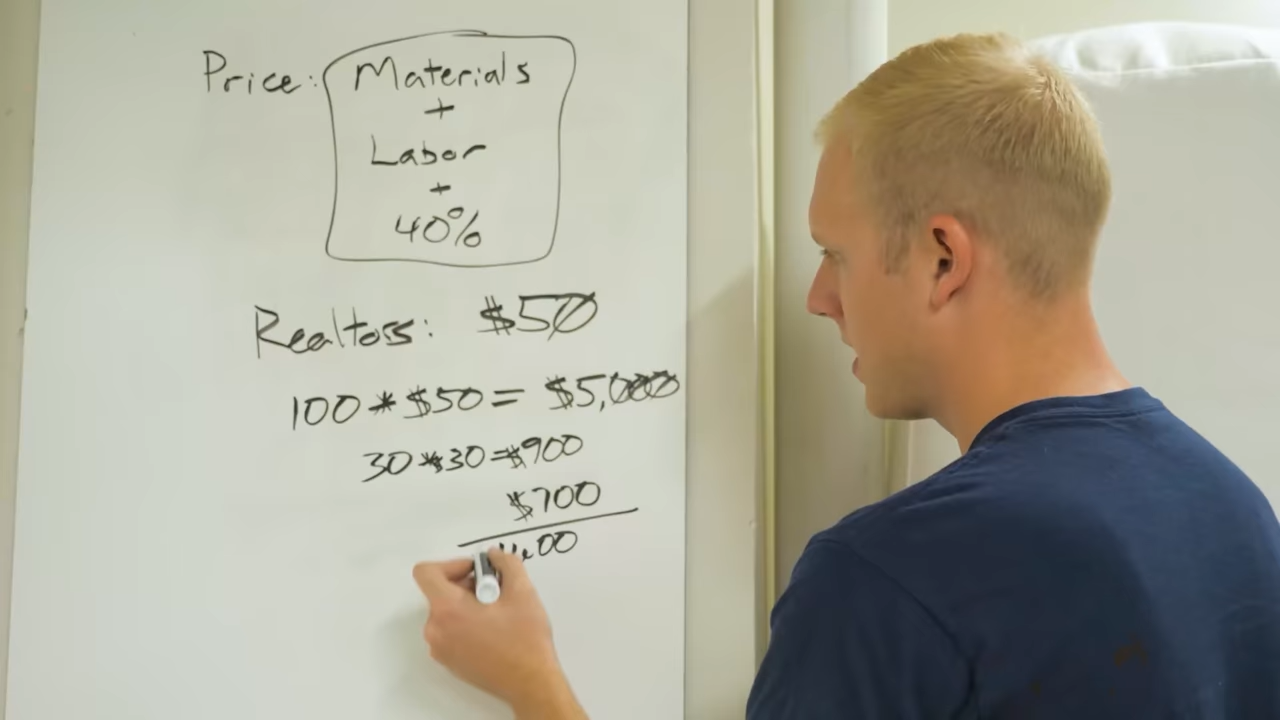 Price: Materials
+
Labor
+
40%
Realtors: $50
100 * $50 = $5,000
30 * 30 = $900
$700